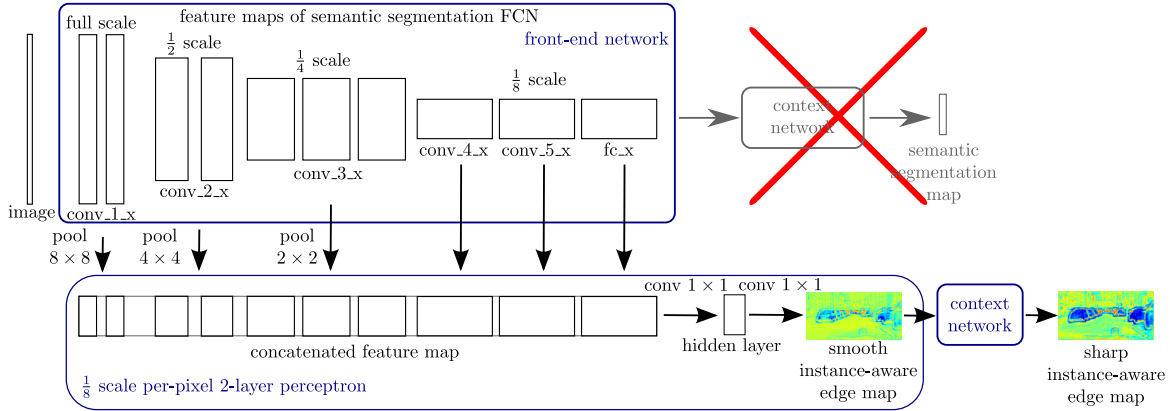 feature maps of semantic segmentation FCN
front-end network
full scale
1/2 scale
1/4 scale
1/8 scale
image
conv_1_x
conv_2_x
conv_3_x
conv_4_x
conv_5_x
fc_x
context
network
semantic
segmentation
map
pool
8 × 8
pool
4 × 4
pool
2 × 2
conv 1 × 1
conv 1 × 1
concatenated feature map
hidden layer
smooth
instance-aware
edge map
context
network
sharp
instance-aware
edge map
1/8 scale per-pixel 2-layer perceptron